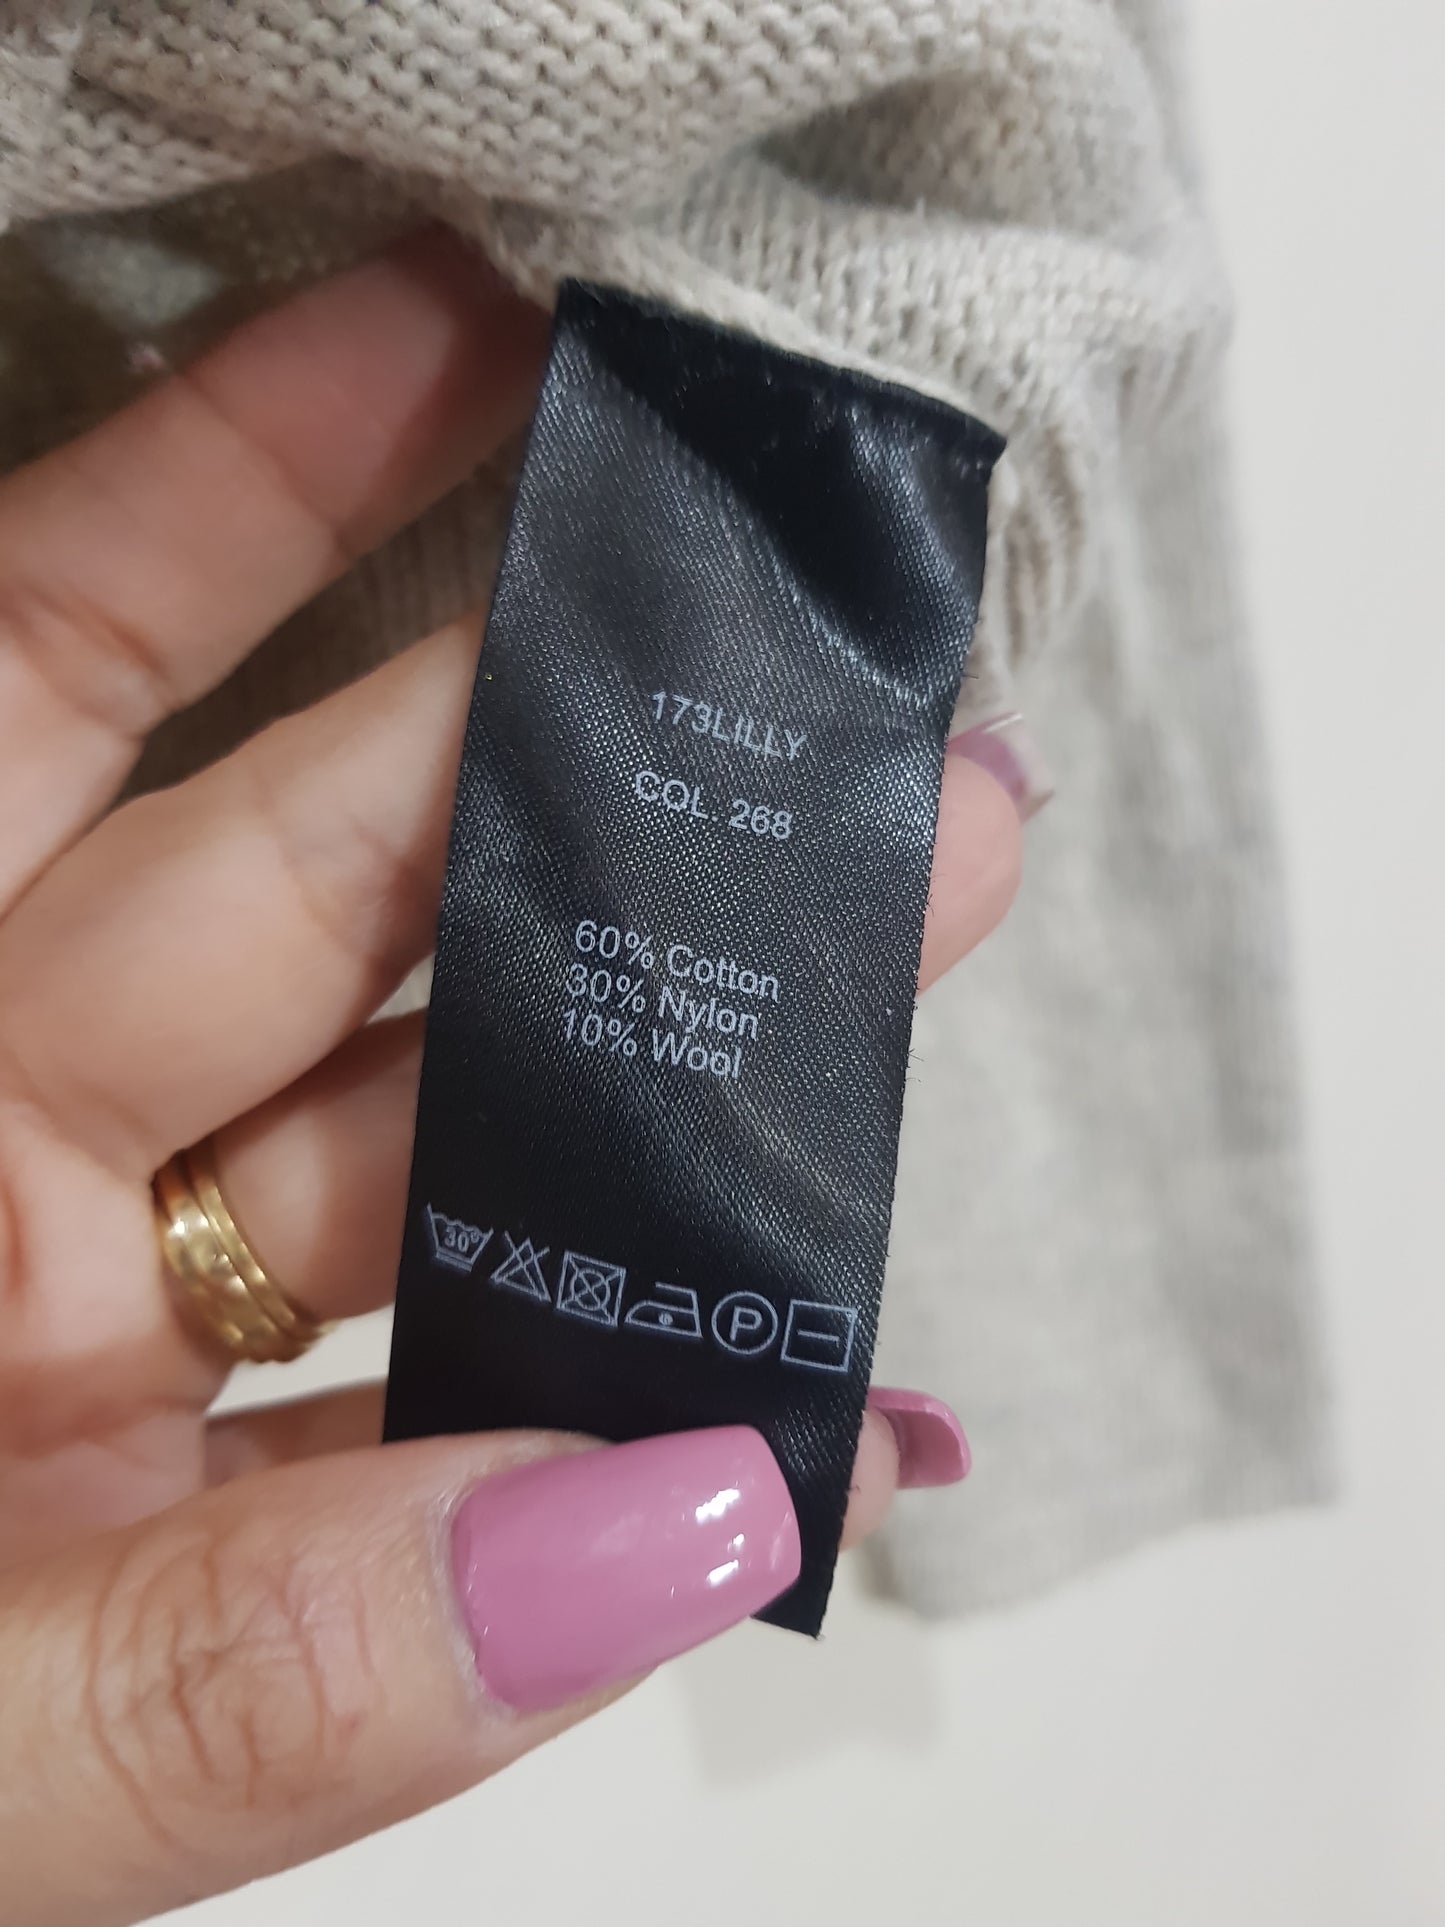 173LILLY
COL. 268
60% Cotton
30% Nylon
10% Wool
30°
P